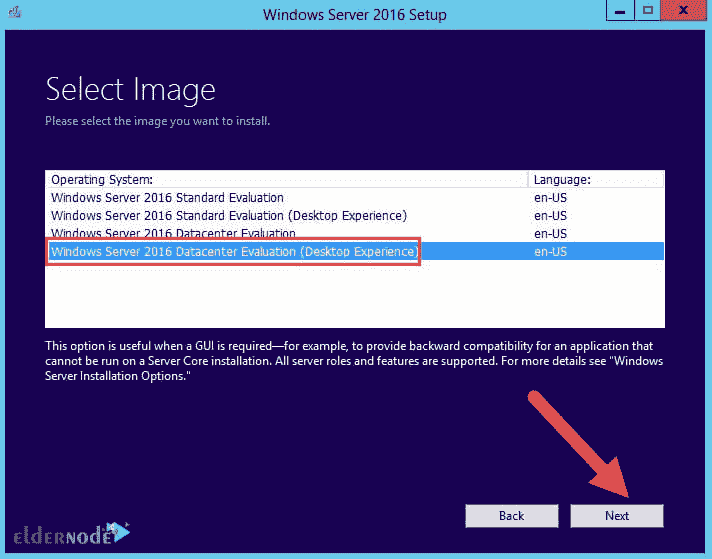 Windows Server 2016 Setup
Select Image
Please select the image you want to install.
Operating System: Language:
Windows Server 2016 Standard Evaluation en-US
Windows Server 2016 Standard Evaluation (Desktop Experience) en-US
Windows Server 2016 Datacenter Evaluation en-US
Windows Server 2016 Datacenter Evaluation (Desktop Experience) en-US
This option is useful when a GUI is required—for example, to provide backward compatibility for an application that
cannot be run on a Server Core installation. All server roles and features are supported. For more details see "Windows
Server Installation Options."
Back Next
elderNode